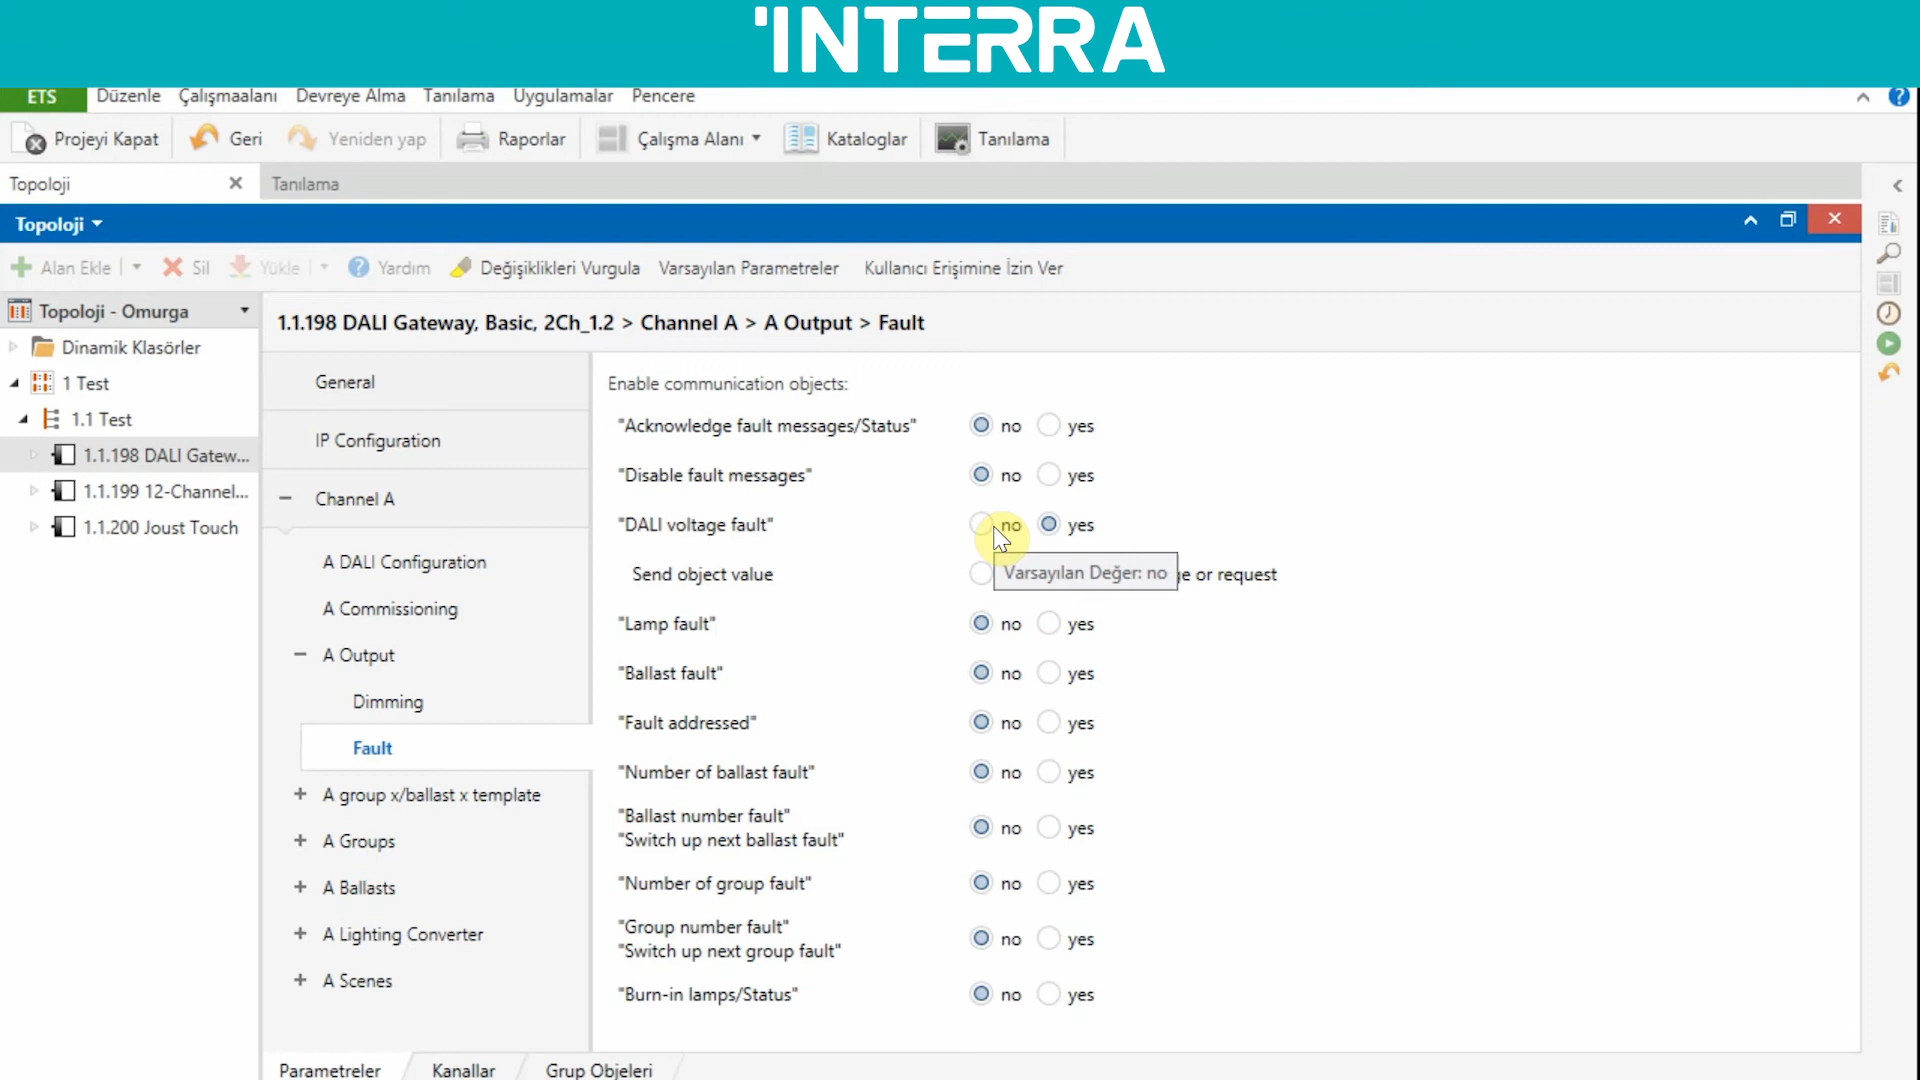 INTERRA
ETS Düzenle Çalışmaalanı Devreye Alma Tanılama Uygulamalar Pencere
Projeyi Kapat Geri Yeniden yap Raporlar Çalışma Alanı Kataloglar Tanılama
Topoloji Tanılama
Topoloji
Alan Ekle Sil Yükle Yardım Değişiklikleri Vurgula Varsayılan Parametreler Kullanıcı Erişimine İzin Ver
Topoloji - Omurga
Dinamik Klasörler
1 Test
1.1 Test
1.1.198 DALI Gatew...
1.1.199 12-Channel...
1.1.200 Joust Touch
1.1.198 DALI Gateway, Basic, 2Ch_1.2 > Channel A > A Output > Fault
General
IP Configuration
Channel A
A DALI Configuration
A Commissioning
A Output
Dimming
Fault
A group x/ballast x template
A Groups
A Ballasts
A Lighting Converter
A Scenes
Enable communication objects:
"Acknowledge fault messages/Status" no yes
"Disable fault messages" no yes
"DALI voltage fault" no yes
Send object value or request
Varsayılan Değer: no
"Lamp fault" no yes
"Ballast fault" no yes
"Fault addressed" no yes
"Number of ballast fault" no yes
"Ballast number fault"
"Switch up next ballast fault" no yes
"Number of group fault" no yes
"Group number fault"
"Switch up next group fault" no yes
"Burn-in lamps/Status" no yes
Parametreler Kanallar Grup Objeleri